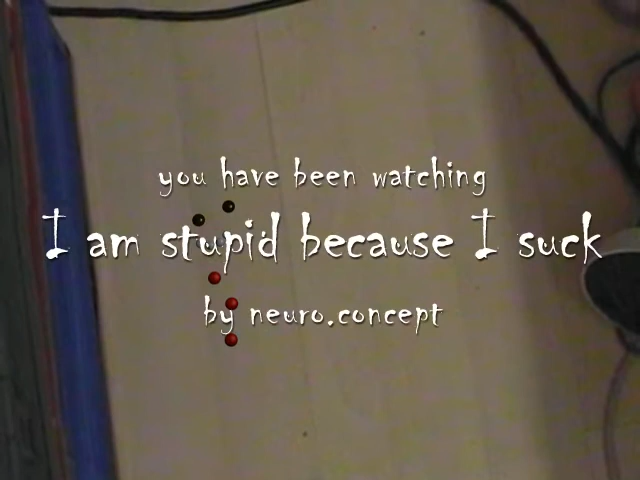 you have been watching
I am stupid because I suck
by neuro.concept